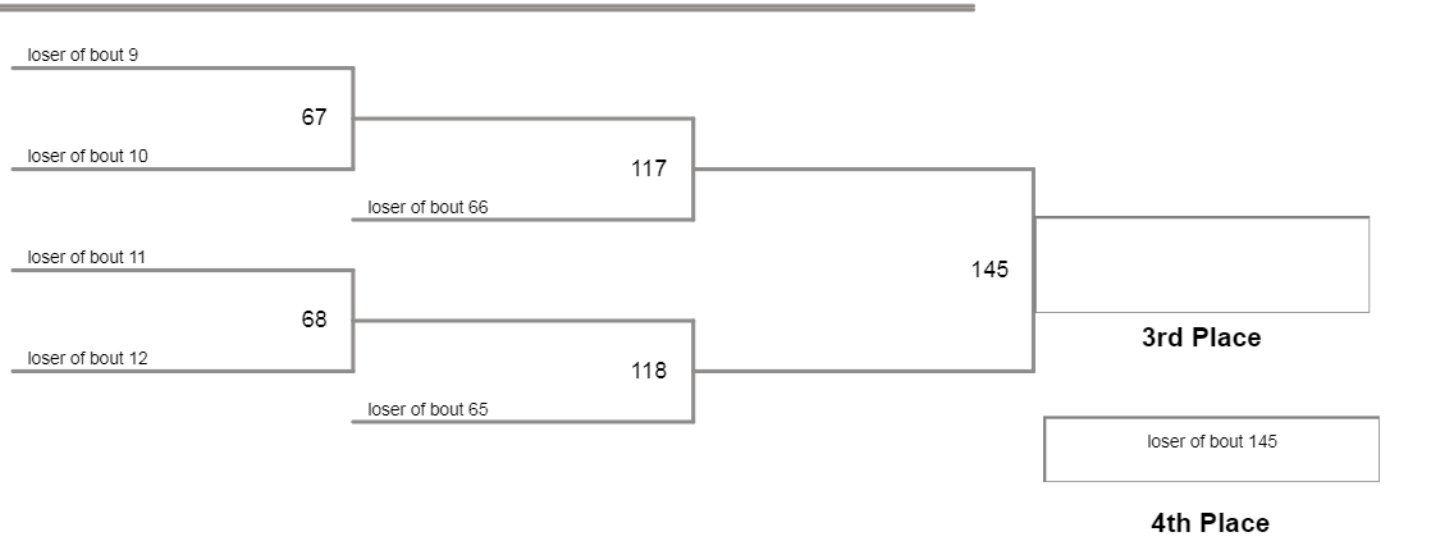 loser of bout 9
67
loser of bout 10
117
loser of bout 66
loser of bout 11
145
68
3rd Place
loser of bout 12
118
loser of bout 65
loser of bout 145
4th Place